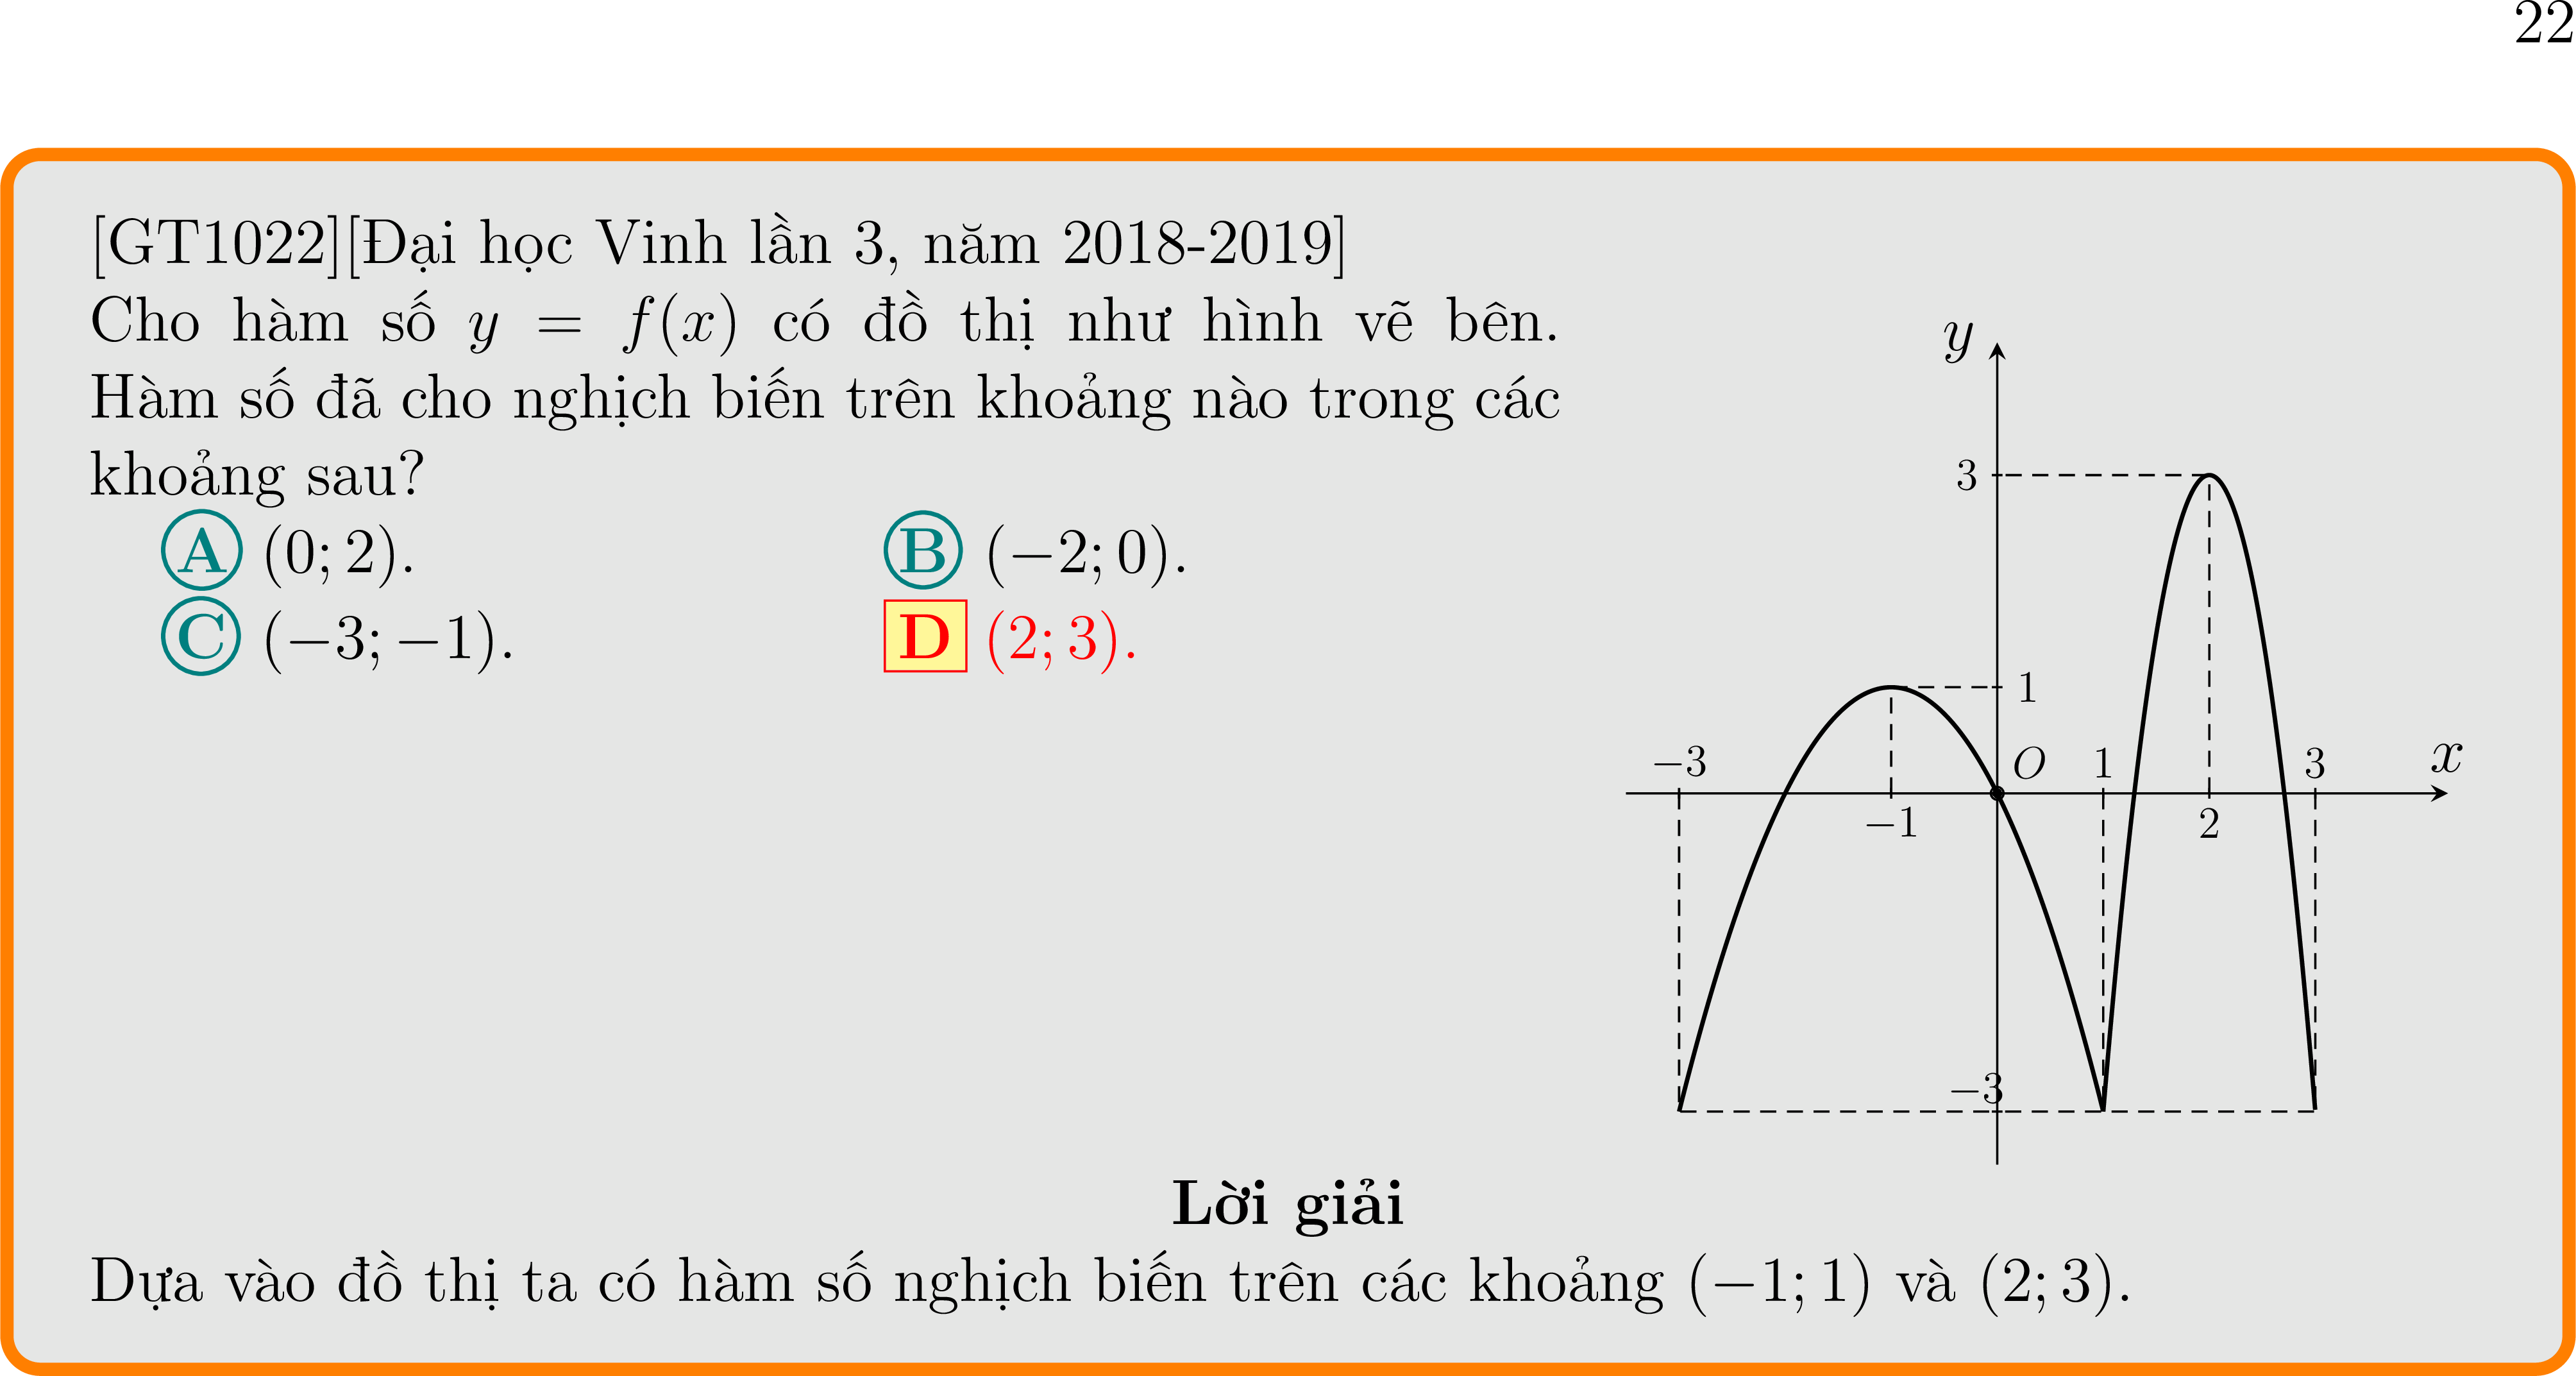 22
[GT1022][Đại học Vinh lần 3, năm 2018-2019]
Cho hàm số y = f(x) có đồ thị như hình vẽ bên.
Hàm số đã cho nghịch biến trên khoảng nào trong các
khoảng sau?
A (0; 2).
B (−2; 0).
C (−3; −1).
D (2; 3).
y
3
1
−3
O
1
3
x
−1
2
−3
Lời giải
Dựa vào đồ thị ta có hàm số nghịch biến trên các khoảng (−1; 1) và (2; 3).